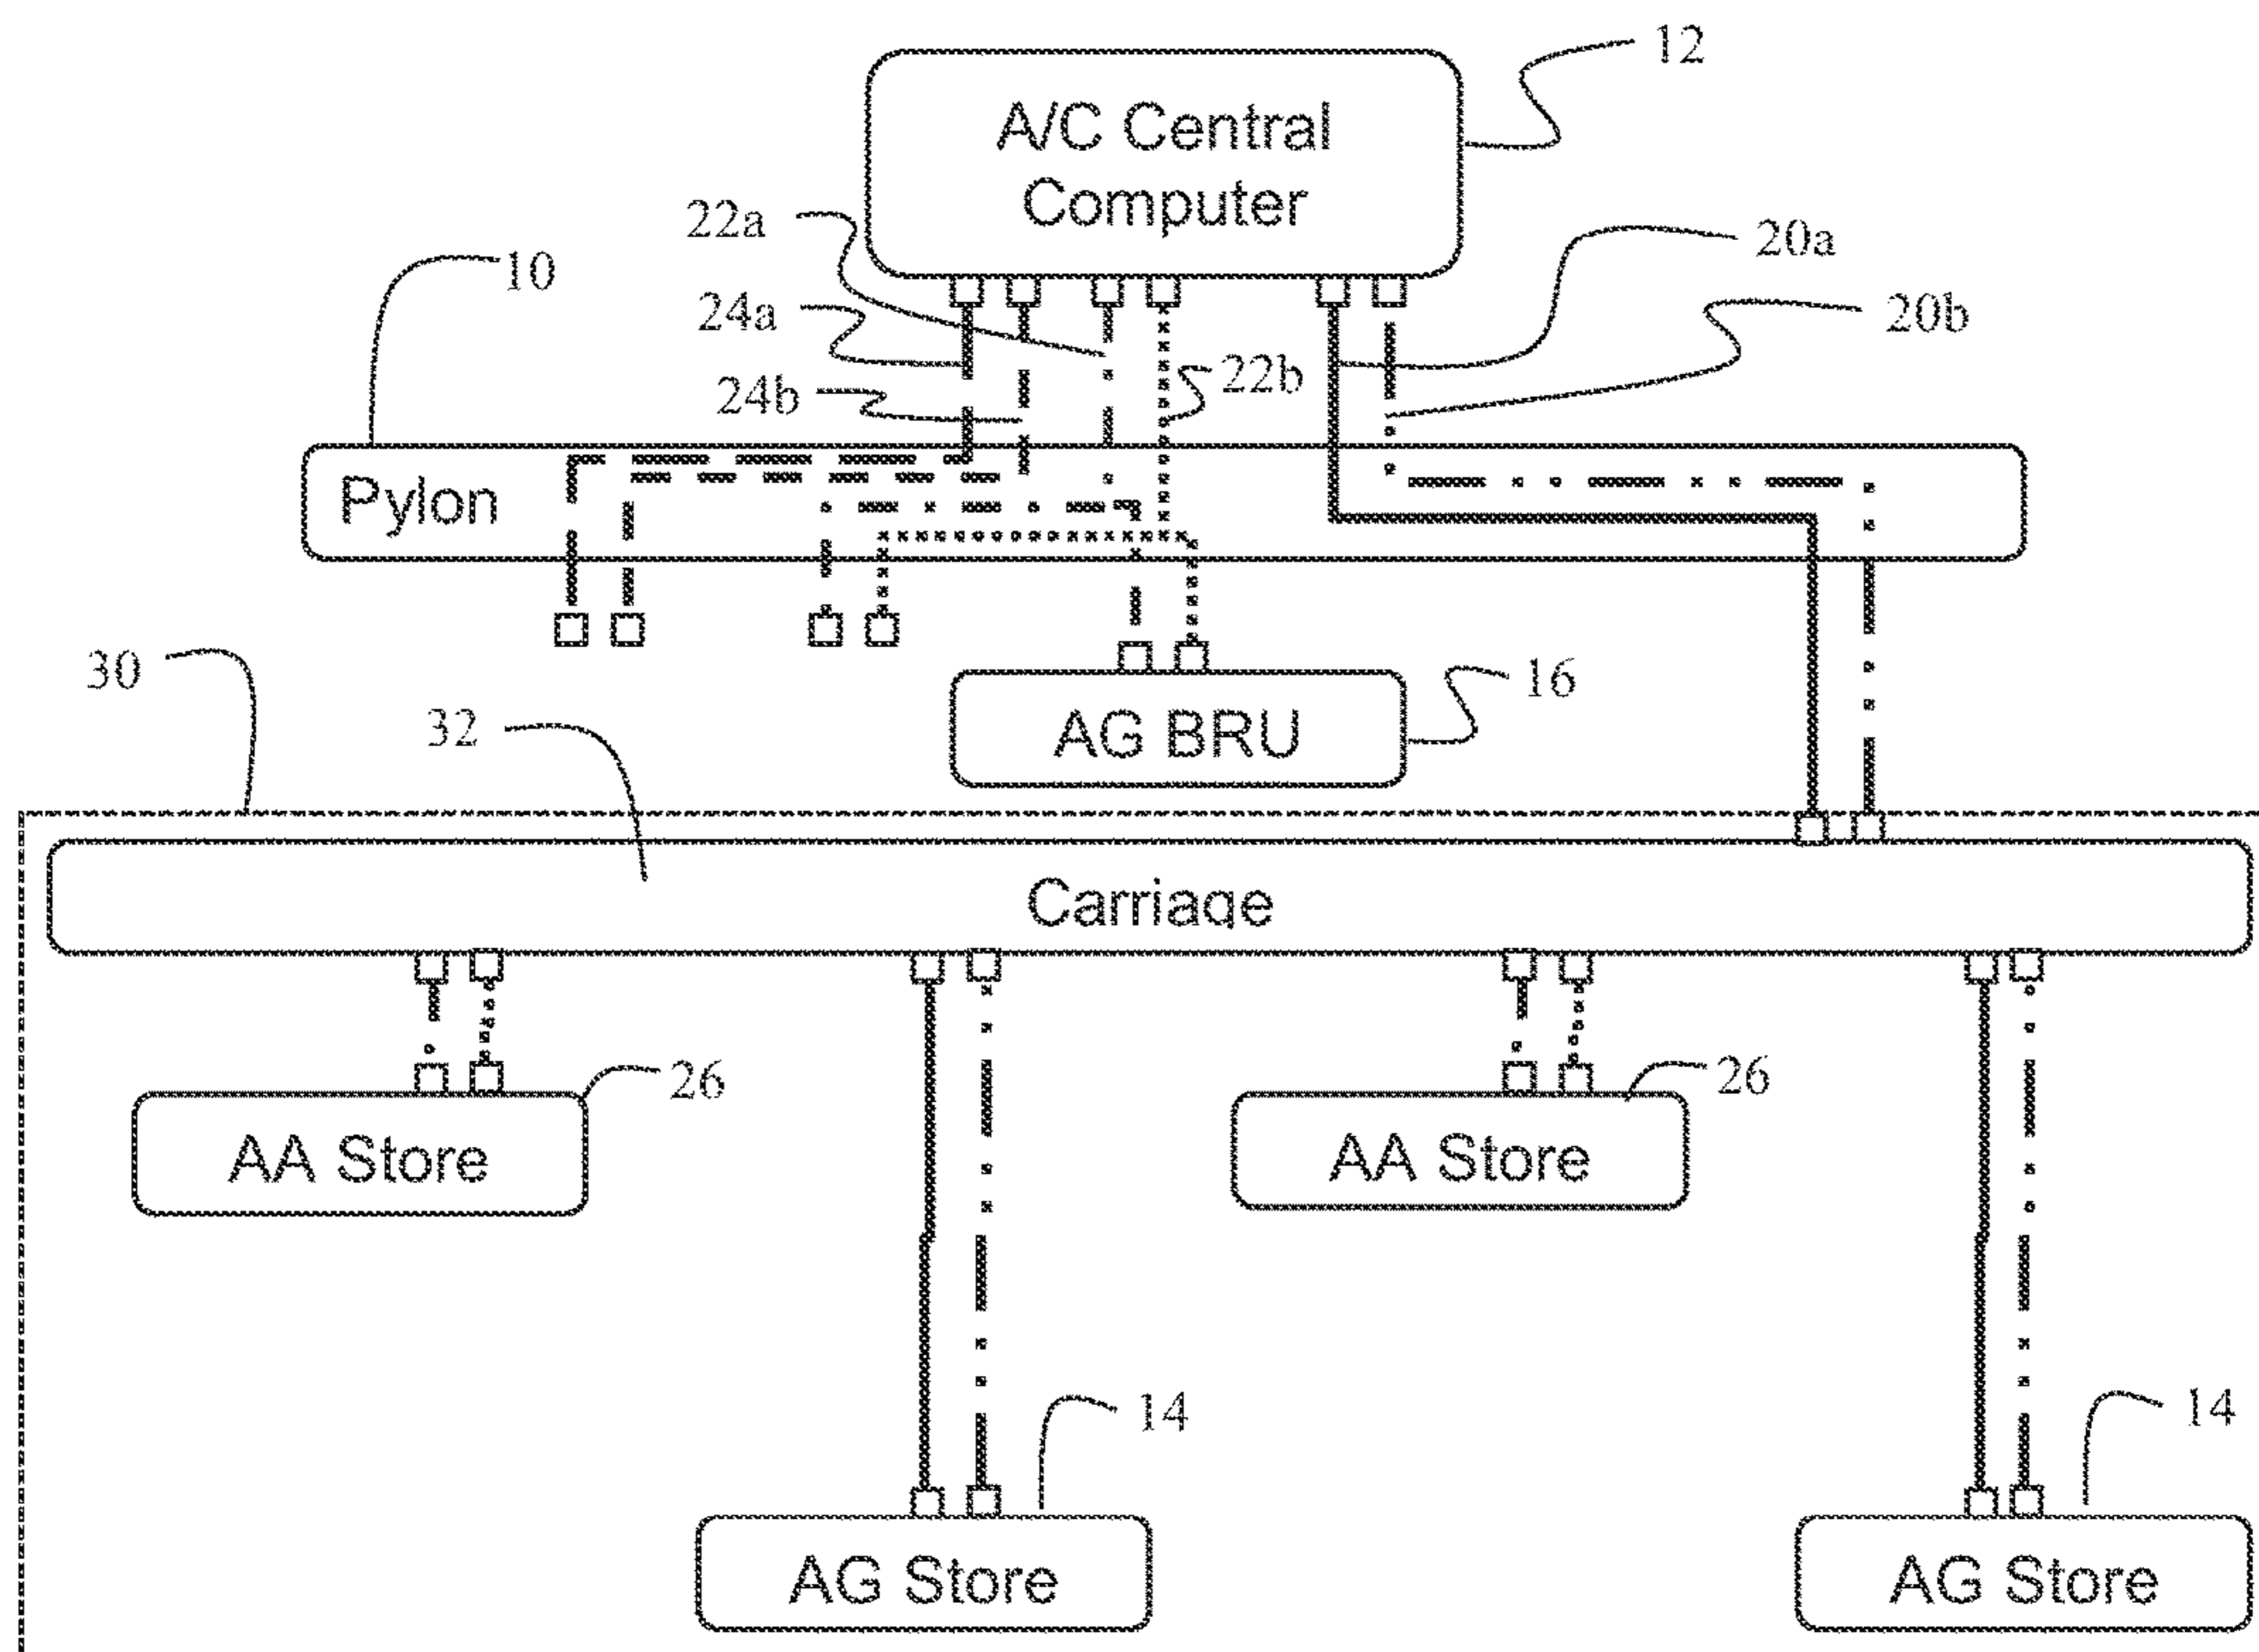 12
A/C Central
Computer
22a
20a
10
24a
20b
24b
22b
Pylon
30
32
16
AG BRU
Carriage
26
26
AA Store
AA Store
14
14
AG Store
AG Store